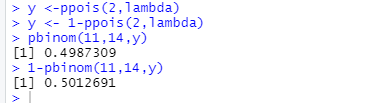 > y <-ppois(2,lambda)
> y <- 1-ppois(2,lambda)
> pbinom(11,14,y)
[1] 0.4987309
> 1-pbinom(11,14,y)
[1] 0.5012691
>